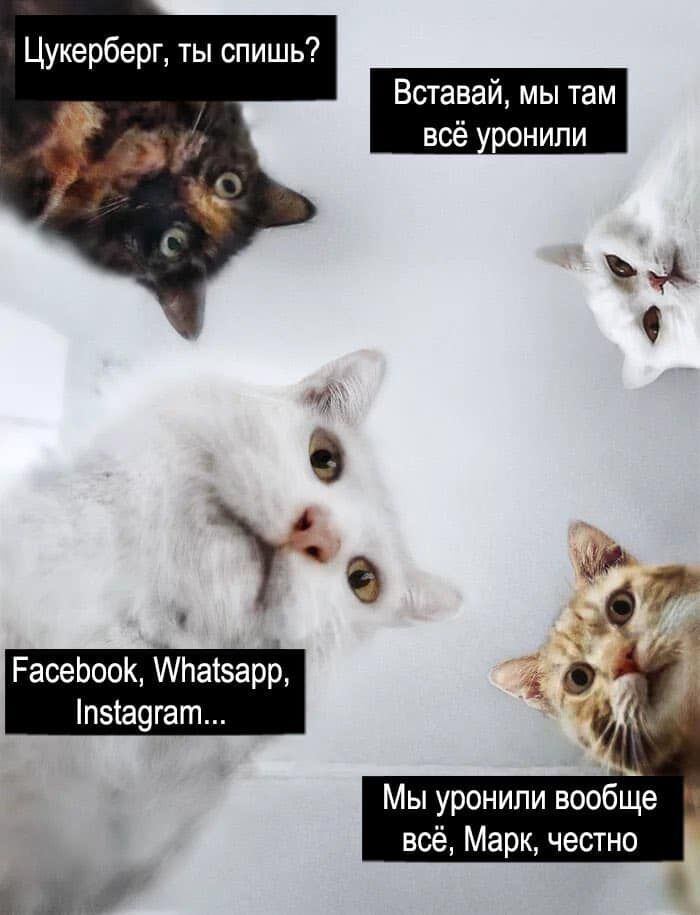 Цукерберг, ты спишь?
Вставай, мы там
всё уронили
Facebook, Whatsapp,
Instagram...
Мы уронили вообще
всё, Марк, честно